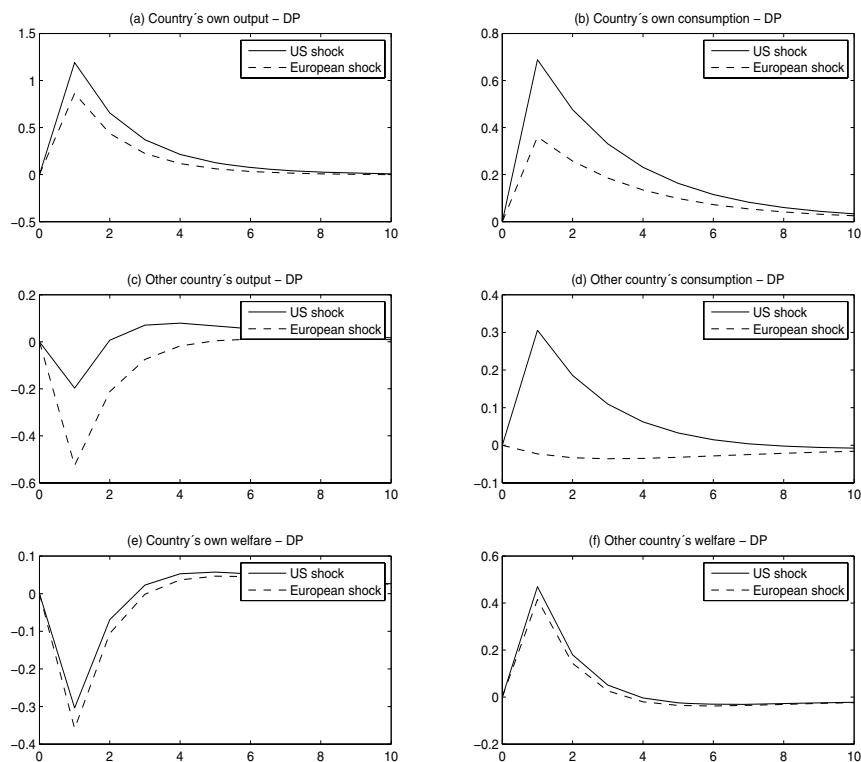 (a) Country´s own output – DP
1.5
1
0.5
0
−0.5
0 2 4 6 8 10
US shock
European shock
(b) Country´s own consumption – DP
0.8
0.6
0.4
0.2
0
0 2 4 6 8 10
US shock
European shock
(c) Other country´s output – DP
0.2
0
−0.2
−0.4
−0.6
0 2 4 6 8 10
US shock
European shock
(d) Other country´s consumption – DP
0.4
0.3
0.2
0.1
0
−0.1
0 2 4 6 8 10
US shock
European shock
(e) Country´s own welfare – DP
0.1
0
−0.1
−0.2
−0.3
−0.4
0 2 4 6 8 10
US shock
European shock
(f) Other country´s welfare – DP
0.6
0.4
0.2
0
−0.2
0 2 4 6 8 10
US shock
European shock